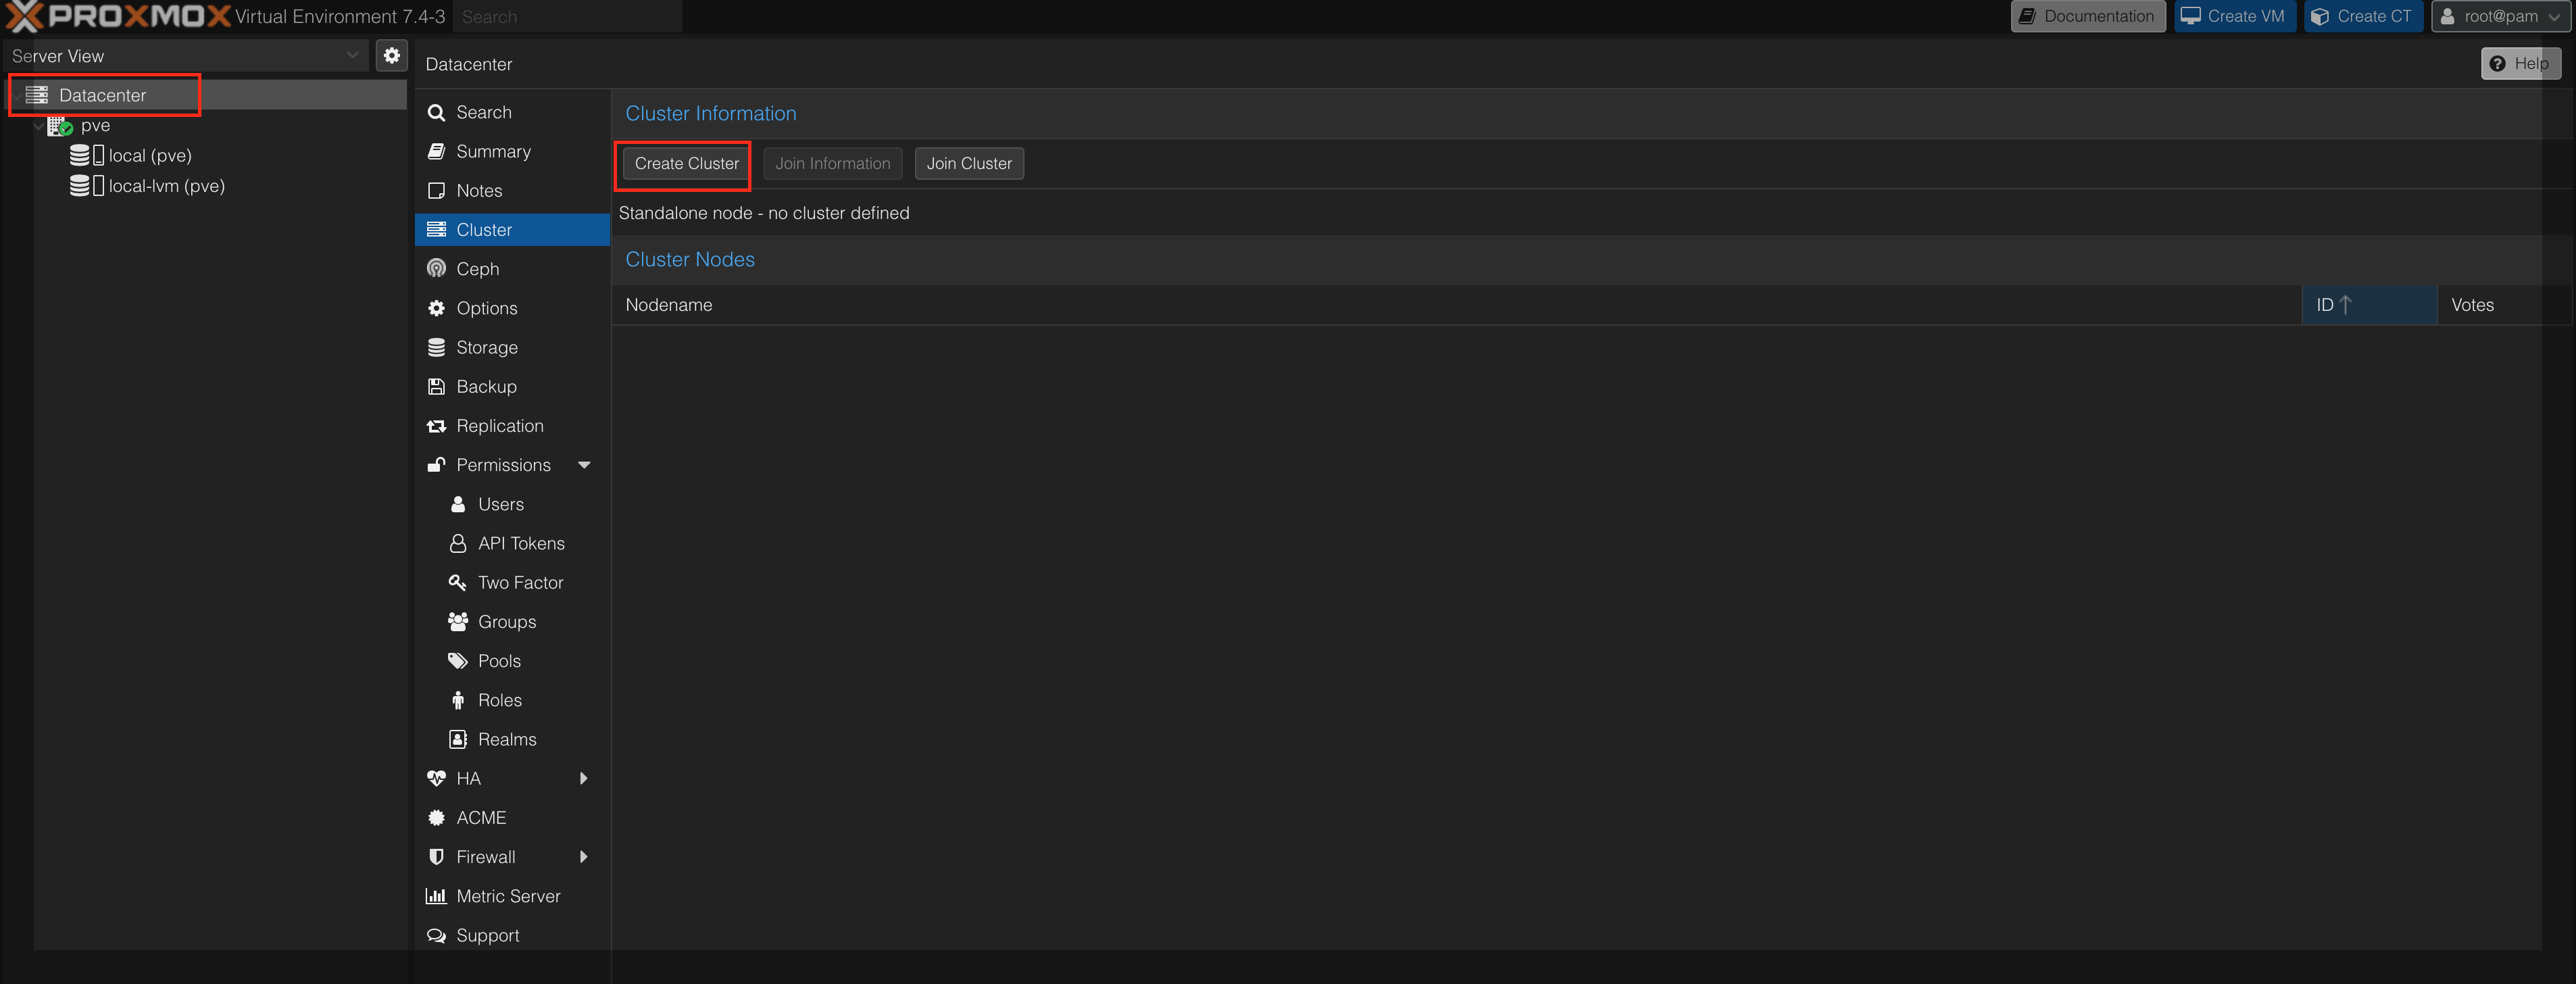 PROXMOX Virtual Environment 7.4-3 Search Documentation Create VM Create CT root@pam
Server View
Datacenter
pve
local (pve)
local-lvm (pve)
Datacenter
Help
Search
Summary
Notes
Cluster
Ceph
Options
Storage
Backup
Replication
Permissions
Users
API Tokens
Two Factor
Groups
Pools
Roles
Realms
HA
ACME
Firewall
Metric Server
Support
Cluster Information
Create Cluster Join Information Join Cluster
Standalone node - no cluster defined
Cluster Nodes
Nodename ID↑ Votes